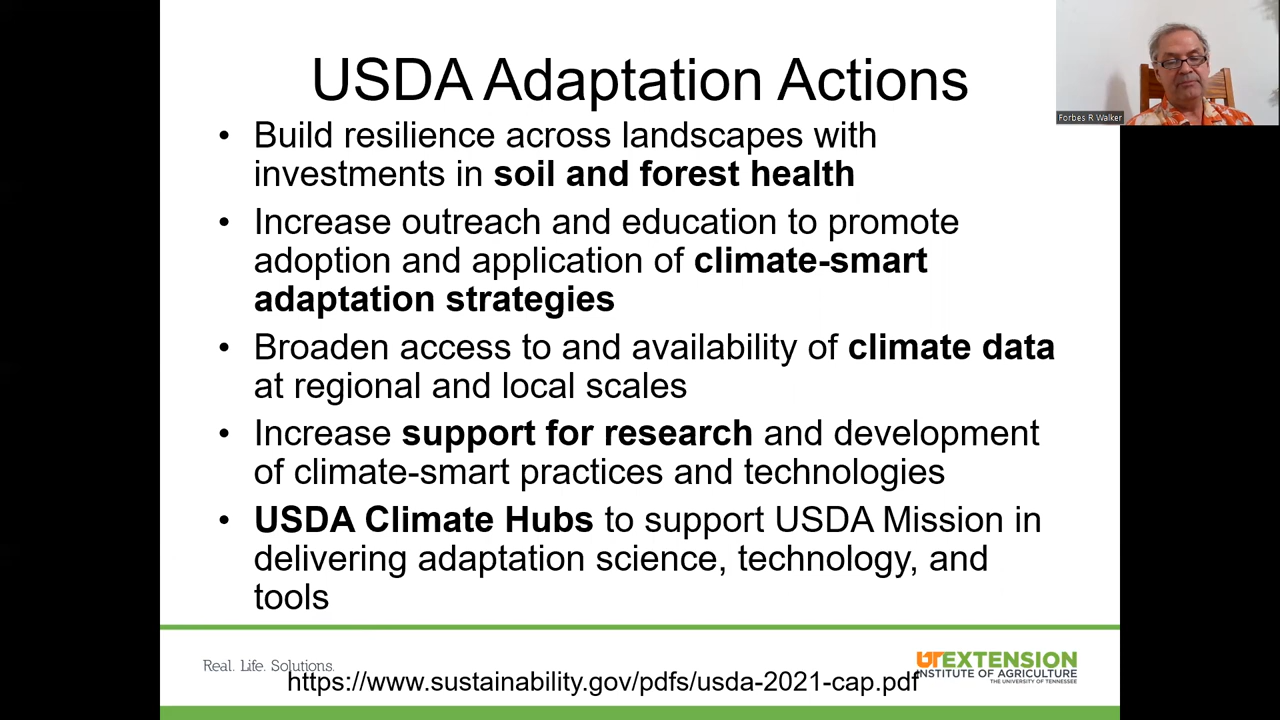 USDA Adaptation Actions
• Build resilience across landscapes with
investments in soil and forest health
• Increase outreach and education to promote
adoption and application of climate-smart
adaptation strategies
• Broaden access to and availability of climate data
at regional and local scales
• Increase support for research and development
of climate-smart practices and technologies
• USDA Climate Hubs to support USDA Mission in
delivering adaptation science, technology, and
tools
Forbes R Walker
Real. Life. Solutions.
https://www.sustainability.gov/pdfs/usda-2021-cap.pdf
UT EXTENSION
INSTITUTE OF AGRICULTURE
THE UNIVERSITY OF TENNESSEE